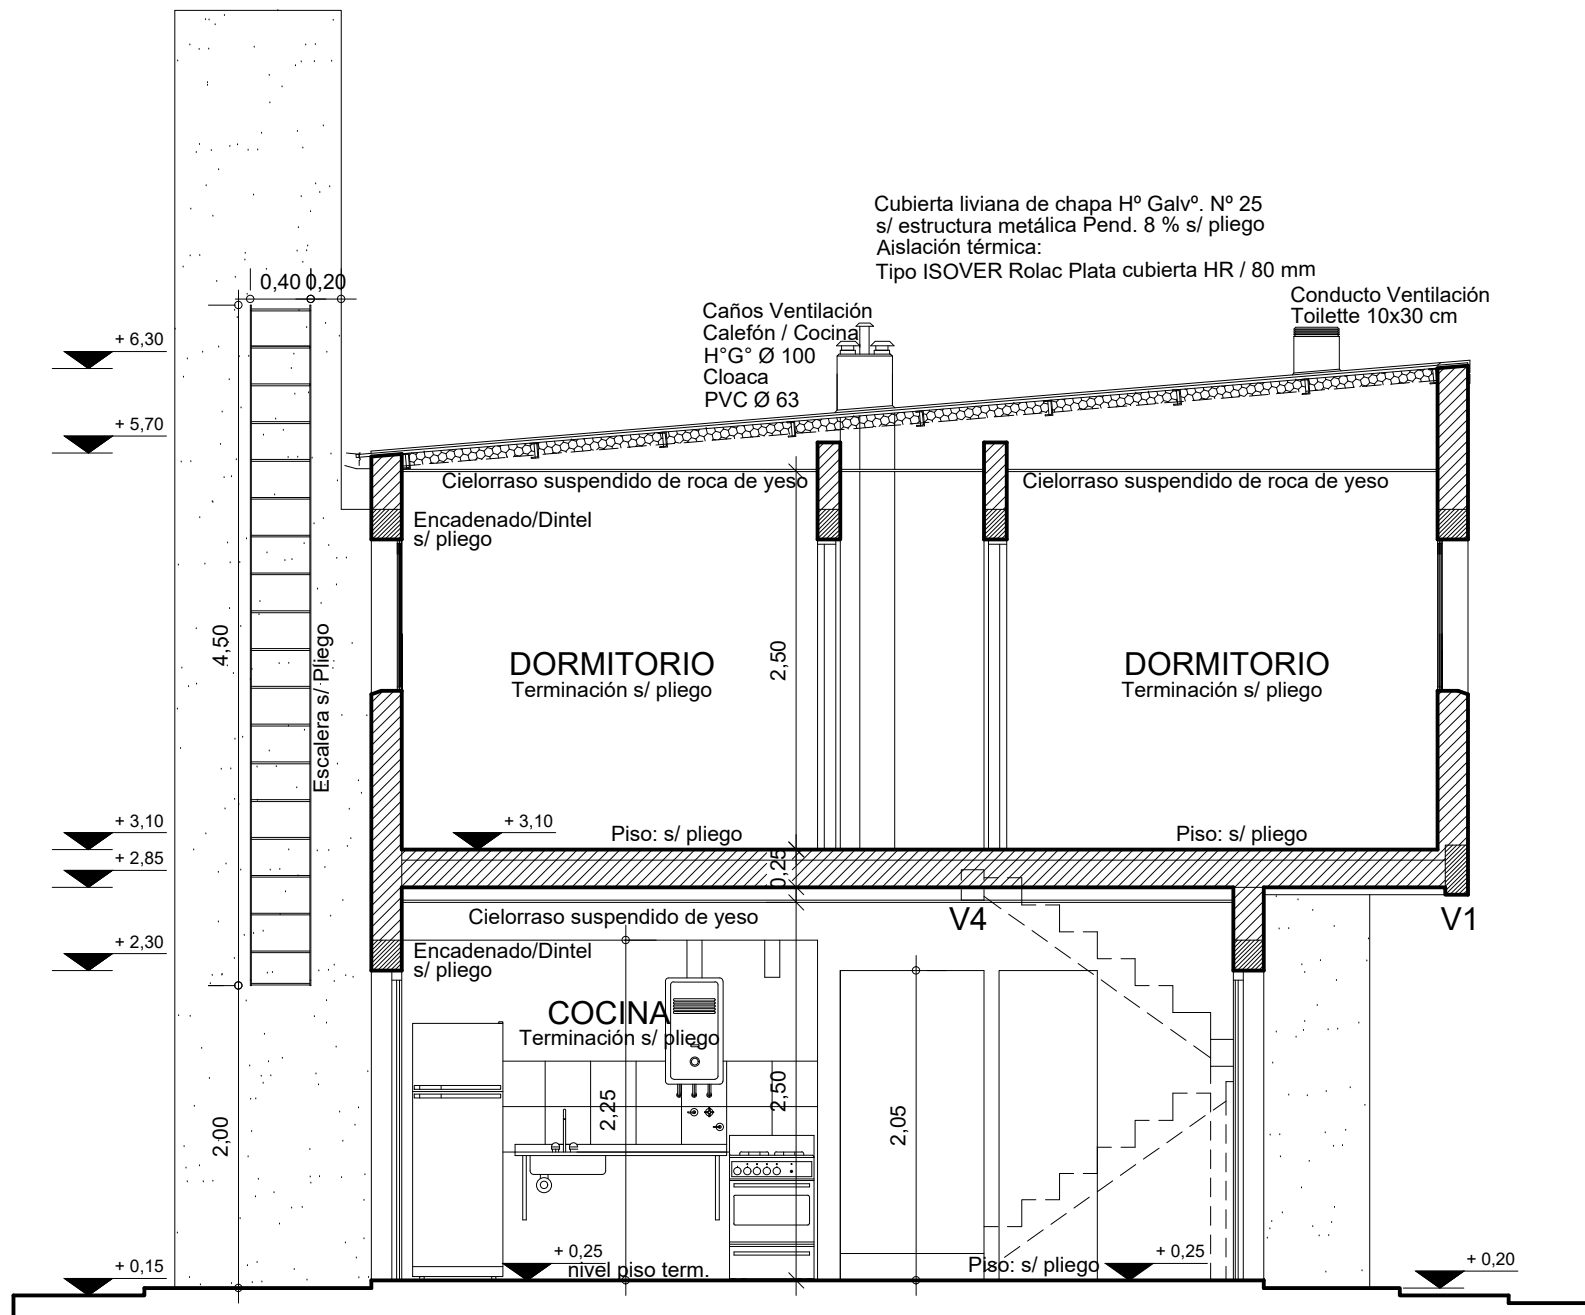 Cubierta liviana de chapa Hº Galvº. Nº 25
s/ estructura metálica Pend. 8 % s/ pliego
Aislación térmica:
Tipo ISOVER Rolac Plata cubierta HR / 80 mm
0,40
0,20
Conducto Ventilación
Toilette 10x30 cm
Caños Ventilación
Calefón / Cocina
H°G° Ø 100
Cloaca
PVC Ø 63
+ 6,30
+ 5,70
Cielorraso suspendido de roca de yeso
Cielorraso suspendido de roca de yeso
Encadenado/Dintel
s/ pliego
4,50
Escalera s/ Pliego
DORMITORIO
Terminación s/ pliego
2,50
DORMITORIO
Terminación s/ pliego
+ 3,10
+ 3,10
Piso: s/ pliego
Piso: s/ pliego
+ 2,85
0,25
Cielorraso suspendido de yeso
V4
V1
+ 2,30
Encadenado/Dintel
s/ pliego
COCINA
Terminación s/ pliego
2,00
2,25
2,50
2,05
+ 0,15
+ 0,25
nivel piso term.
Piso: s/ pliego
+ 0,25
+ 0,20